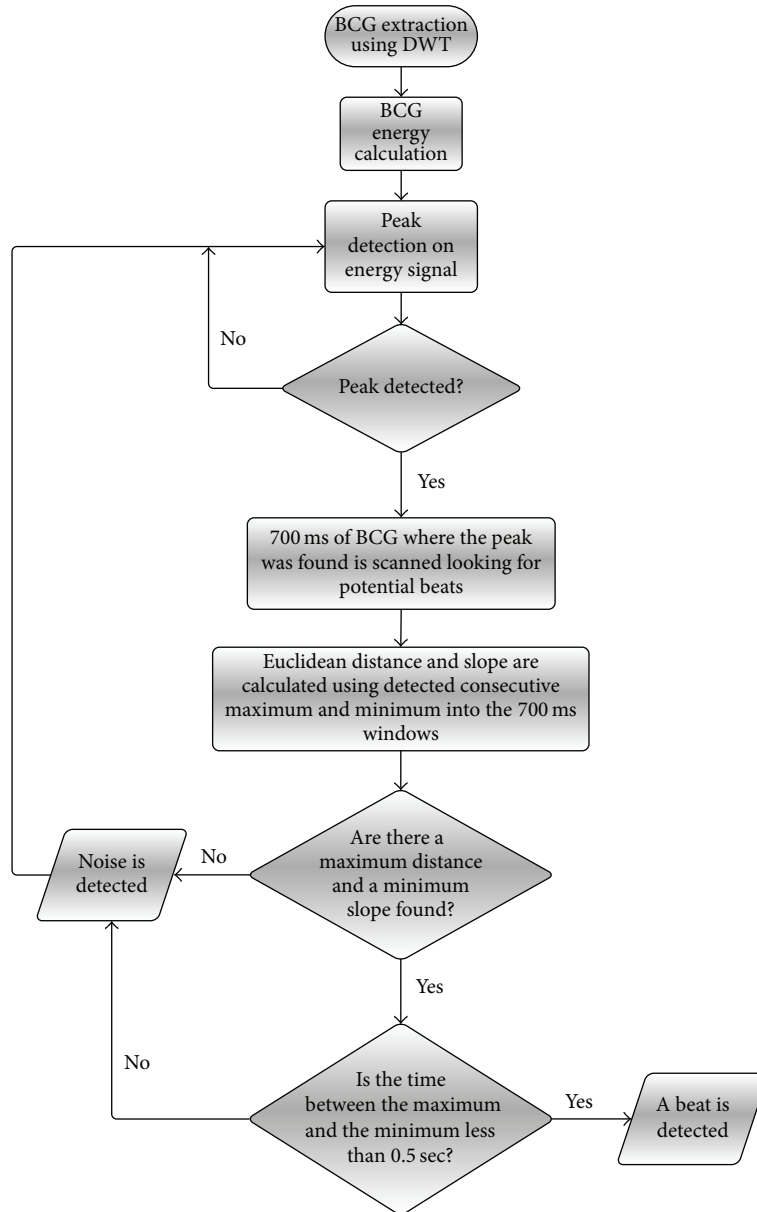 BCG extraction
using DWT
BCG
energy
calculation
Peak
detection on
energy signal
No
Peak detected?
Yes
700 ms of BCG where the peak
was found is scanned looking for
potential beats
Euclidean distance and slope are
calculated using detected consecutive
maximum and minimum into the 700 ms
windows
Are there a
maximum distance
and a minimum
slope found?
No
Noise is
detected
Yes
Is the time
between the maximum
and the minimum less
than 0.5 sec?
No
Yes
A beat is
detected